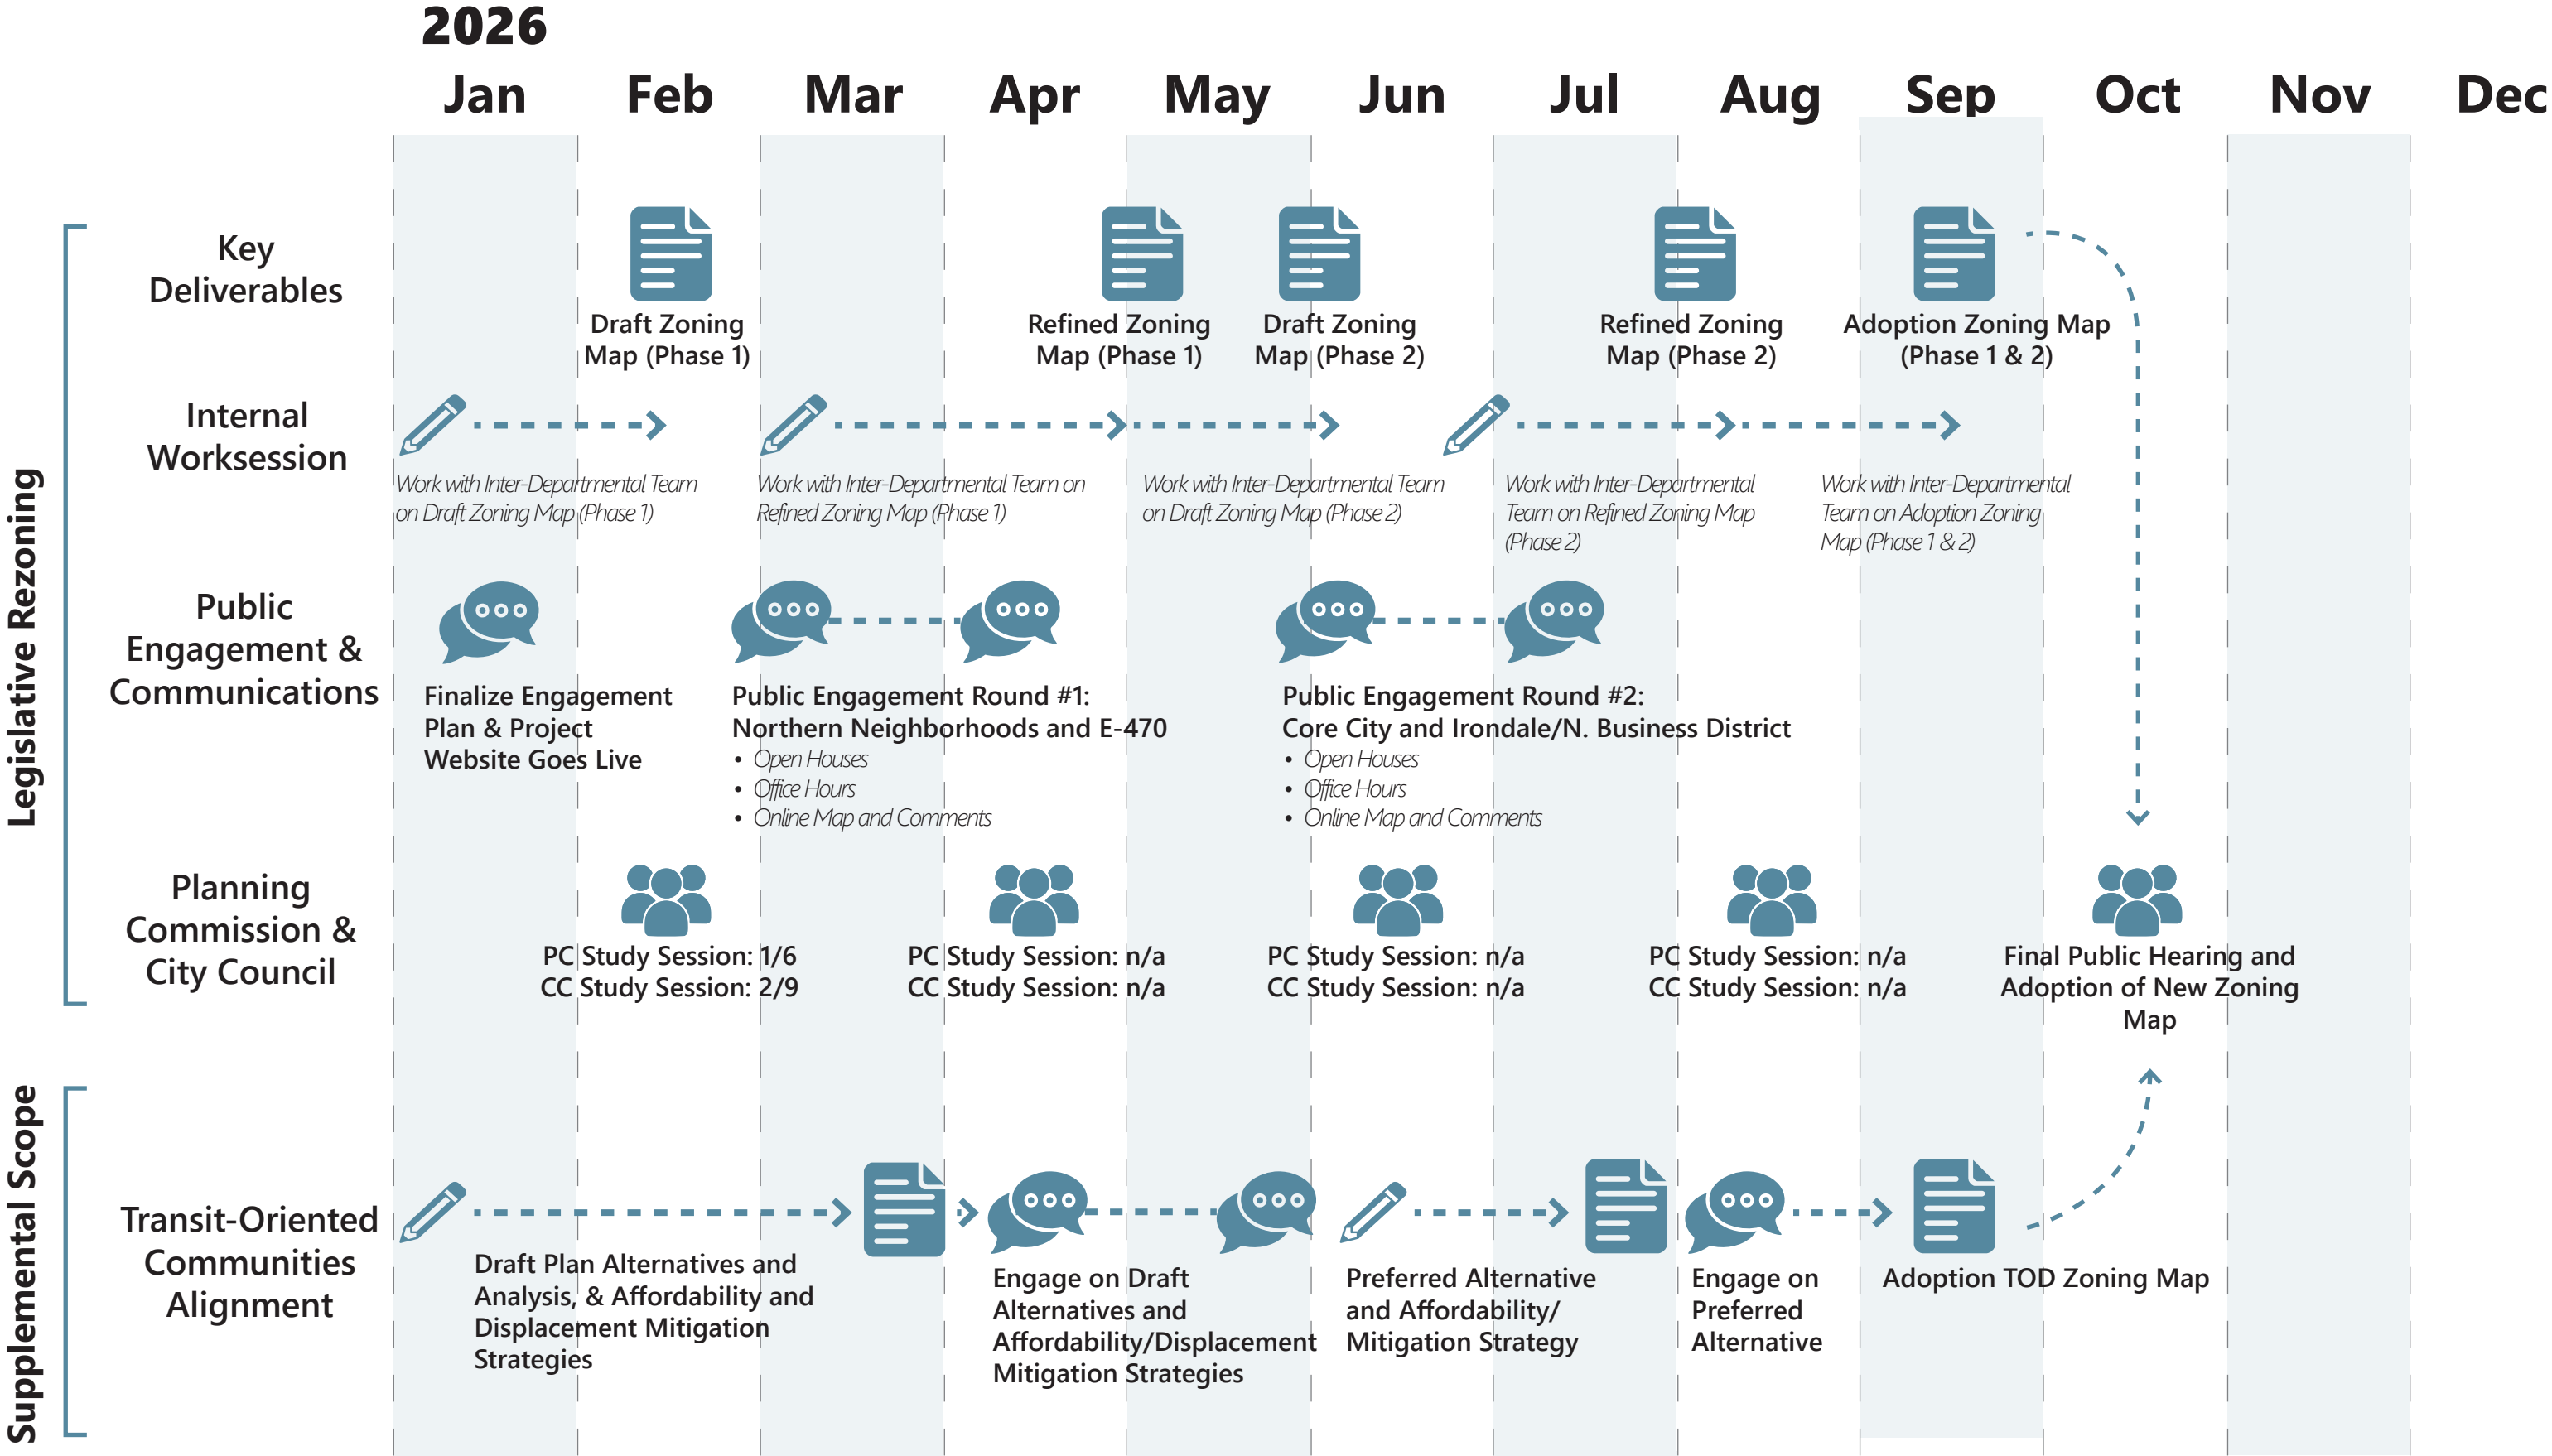 2026
Jan Feb Mar Apr May Jun Jul Aug Sep Oct Nov Dec
Legislative Rezoning
Key
Deliverables
Draft Zoning
Map (Phase 1)
Refined Zoning
Map (Phase 1)
Draft Zoning
Map (Phase 2)
Refined Zoning
Map (Phase 2)
Adoption Zoning Map
(Phase 1 & 2)
Internal
Worksession
Work with Inter-Departmental Team
on Draft Zoning Map (Phase 1)
Work with Inter-Departmental Team on
Refined Zoning Map (Phase 1)
Work with Inter-Departmental Team
on Draft Zoning Map (Phase 2)
Work with Inter-Departmental
Team on Refined Zoning Map
(Phase 2)
Work with Inter-Departmental
Team on Adoption Zoning
Map (Phase 1 & 2)
Public
Engagement &
Communications
Finalize Engagement
Plan & Project
Website Goes Live
Public Engagement Round #1:
Northern Neighborhoods and E-470
• Open Houses
• Office Hours
• Online Map and Comments
Public Engagement Round #2:
Core City and Irondale/N. Business District
• Open Houses
• Office Hours
• Online Map and Comments
Planning
Commission &
City Council
PC Study Session: 1/6
CC Study Session: 2/9
PC Study Session: n/a
CC Study Session: n/a
PC Study Session: n/a
CC Study Session: n/a
PC Study Session: n/a
CC Study Session: n/a
Final Public Hearing and
Adoption of New Zoning
Map
Supplemental Scope
Transit-Oriented
Communities
Alignment
Draft Plan Alternatives and
Analysis, & Affordability and
Displacement Mitigation
Strategies
Engage on Draft
Alternatives and
Affordability/Displacement
Mitigation Strategies
Preferred Alternative
and Affordability/
Mitigation Strategy
Engage on
Preferred
Alternative
Adoption TOD Zoning Map